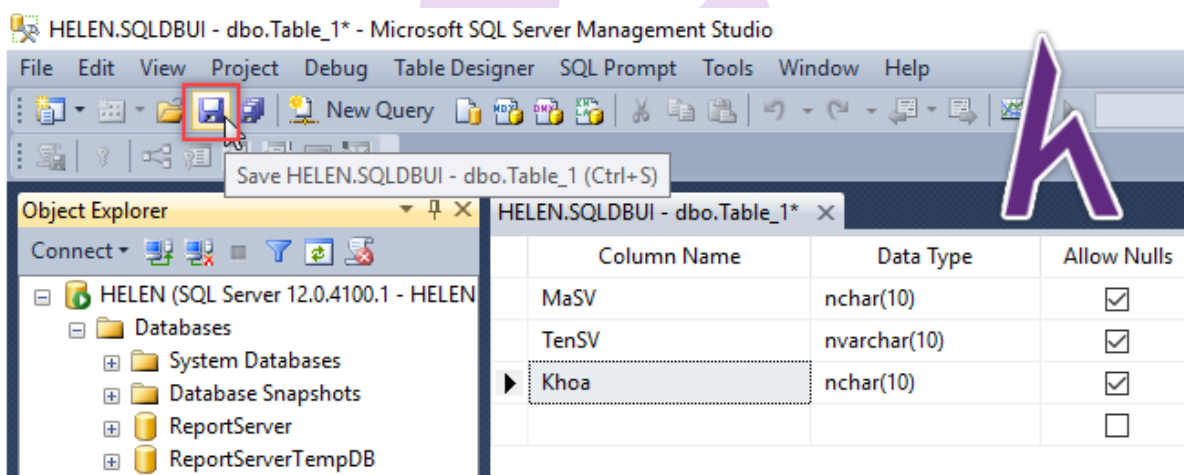 HELEN.SQLDBUI - dbo.Table_1* - Microsoft SQL Server Management Studio
File Edit View Project Debug Table Designer SQL Prompt Tools Window Help
New Query
Save HELEN.SQLDBUI - dbo.Table_1 (Ctrl+S)
Object Explorer
HELEN.SQLDBUI - dbo.Table_1*
Connect
Column Name Data Type Allow Nulls
HELEN (SQL Server 12.0.4100.1 - HELEN
MaSV nchar(10)
Databases
TenSV nvarchar(10)
System Databases
Khoa nchar(10)
Database Snapshots
ReportServer
ReportServerTempDB